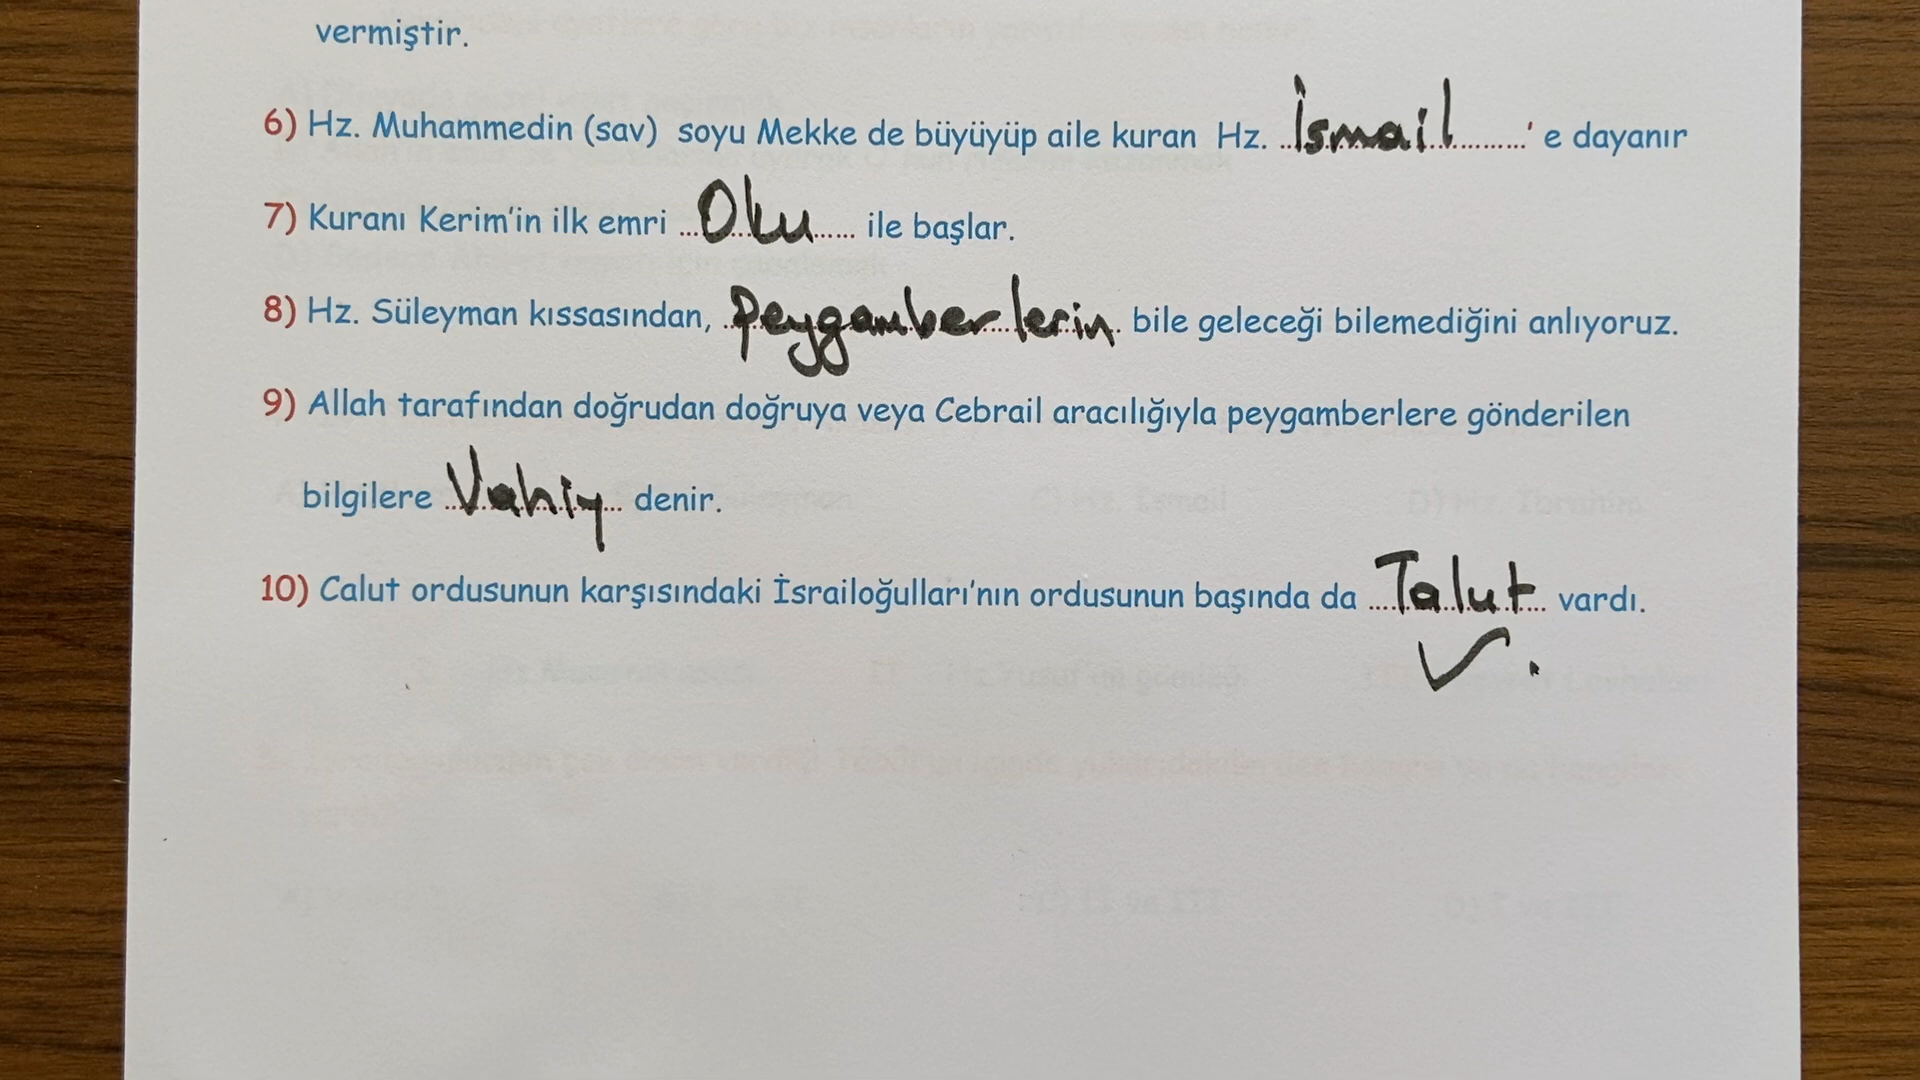 vermiştir.
6) Hz. Muhammedin (sav) soyu Mekke de büyüyüp aile kuran Hz. ..İsmail..........' e dayanır
7) Kuranı Kerim'in ilk emri ...Oku...... ile başlar.
8) Hz. Süleyman kıssasından, ..Peygamberlerin. bile geleceği bilemediğini anlıyoruz.
9) Allah tarafından doğrudan doğruya veya Cebrail aracılığıyla peygamberlere gönderilen
bilgilere ..Vahiy... denir.
10) Calut ordusunun karşısındaki İsrailoğulları'nın ordusunun başında da ....Talut.... vardı.